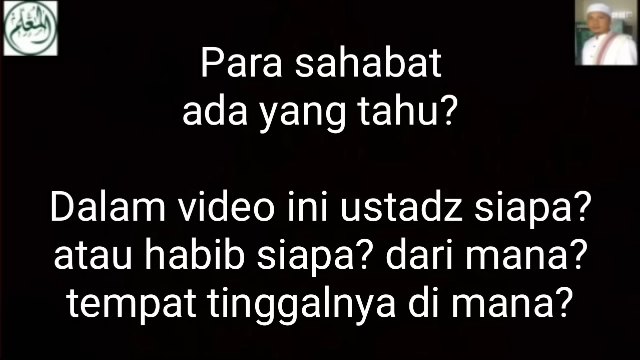 المعلم
Para sahabat
ada yang tahu?
Dalam video ini ustadz siapa?
atau habib siapa? dari mana?
tempat tinggalnya di mana?